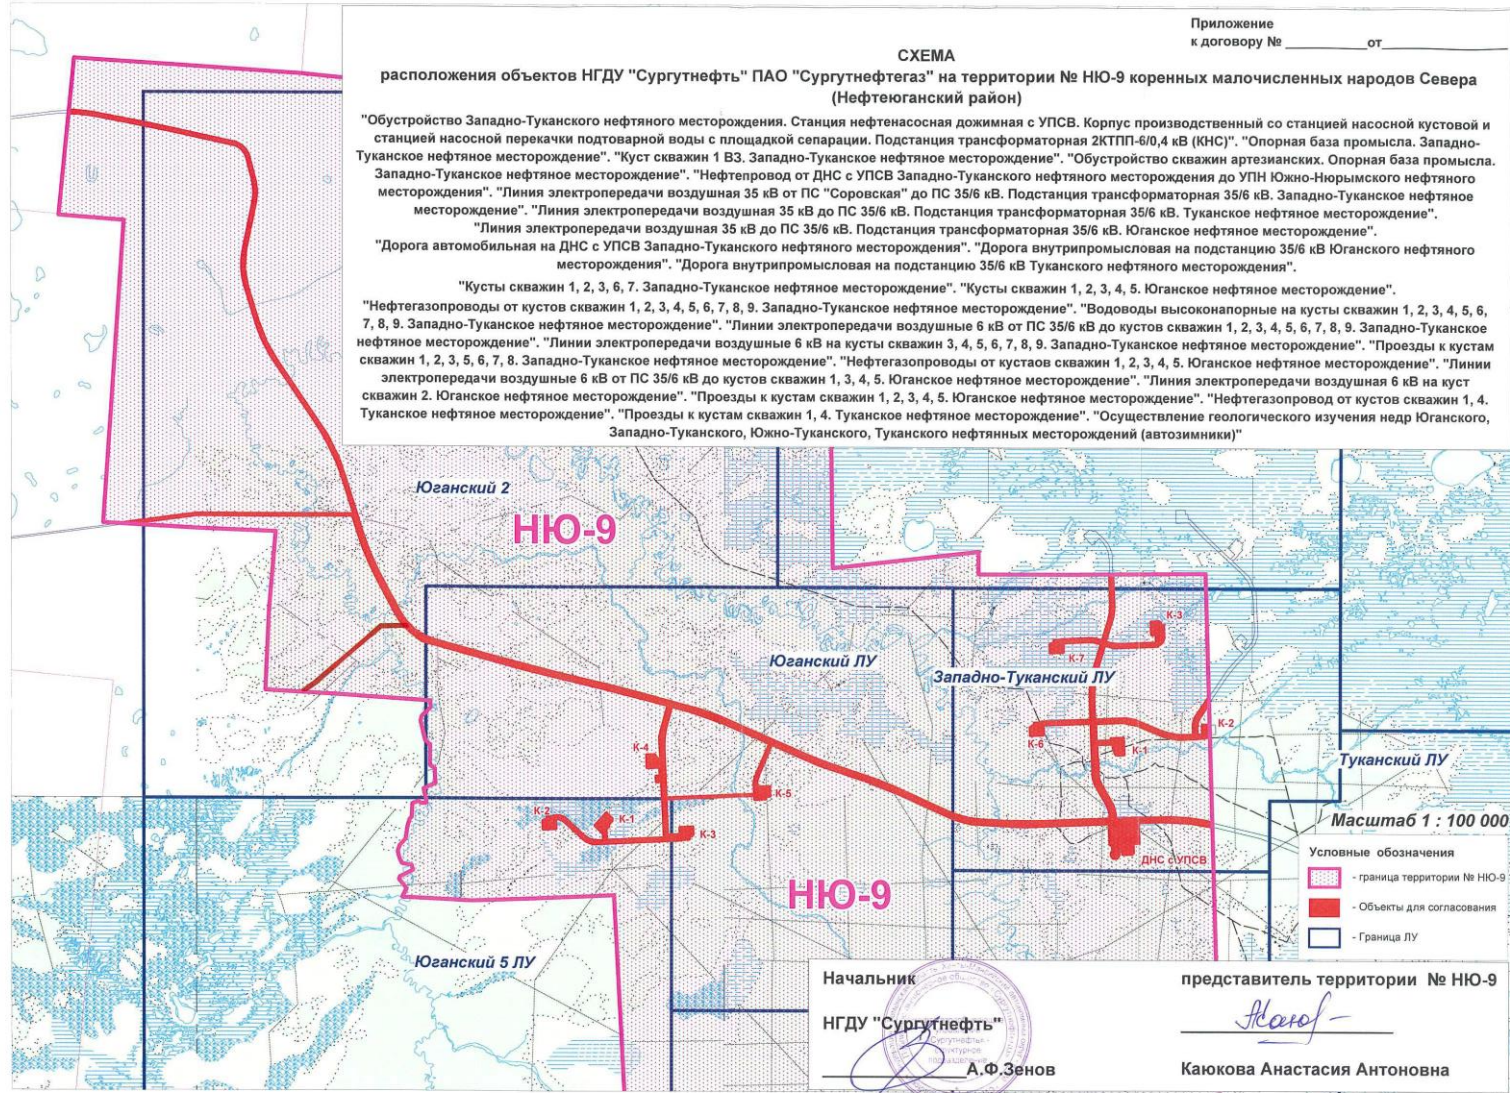 Приложение
к договору № __________ от __________
СХЕМА
расположения объектов НГДУ "Сургутнефть" ПАО "Сургутнефтегаз" на территории № НЮ-9 коренных малочисленных народов Севера
(Нефтеюганский район)
"Обустройство Западно-Туканского нефтяного месторождения. Станция нефтенасосная дожимная с УПСВ. Корпус производственный со станцией насосной кустовой и
станцией насосной перекачки подтоварной воды с площадкой сепарации. Подстанция трансформаторная 2КТПП-6/0,4 кВ (КНС)". "Опорная база промысла. Западно-
Туканское нефтяное месторождение". "Куст скважин 1 ВЗ. Западно-Туканское нефтяное месторождение". "Обустройство скважин артезианских. Опорная база промысла.
Западно-Туканское нефтяное месторождение". "Нефтепровод от ДНС с УПСВ Западно-Туканского нефтяного месторождения до УПН Южно-Нюрымского нефтяного
месторождения". "Линия электропередачи воздушная 35 кВ от ПС "Соровская" до ПС 35/6 кВ. Подстанция трансформаторная 35/6 кВ. Западно-Туканское нефтяное
месторождение". "Линия электропередачи воздушная 35 кВ до ПС 35/6 кВ. Подстанция трансформаторная 35/6 кВ. Туканское нефтяное месторождение".
"Линия электропередачи воздушная 35 кВ до ПС 35/6 кВ. Подстанция трансформаторная 35/6 кВ. Юганское нефтяное месторождение".
"Дорога автомобильная на ДНС с УПСВ Западно-Туканского нефтяного месторождения". "Дорога внутрипромысловая на подстанцию 35/6 кВ Юганского нефтяного
месторождения". "Дорога внутрипромысловая на подстанцию 35/6 кВ Туканского нефтяного месторождения".
"Кусты скважин 1, 2, 3, 6, 7. Западно-Туканское нефтяное месторождение". "Кусты скважин 1, 2, 3, 4, 5. Юганское нефтяное месторождение".
"Нефтегазопроводы от кустов скважин 1, 2, 3, 4, 5, 6, 7, 8, 9. Западно-Туканское нефтяное месторождение". "Водоводы высоконапорные на кусты скважин 1, 2, 3, 4, 5, 6,
7, 8, 9. Западно-Туканское нефтяное месторождение". "Линии электропередачи воздушные 6 кВ от ПС 35/6 кВ до кустов скважин 1, 2, 3, 4, 5, 6, 7, 8, 9. Западно-Туканское
нефтяное месторождение". "Линии электропередачи воздушные 6 кВ на кусты скважин 3, 4, 5, 6, 7, 8, 9. Западно-Туканское нефтяное месторождение". "Проезды к кустам
скважин 1, 2, 3, 5, 6, 7, 8. Западно-Туканское нефтяное месторождение". "Нефтегазопроводы от кустаов скважин 1, 2, 3, 4, 5. Юганское нефтяное месторождение". "Линии
электропередачи воздушные 6 кВ от ПС 35/6 кВ до кустов скважин 1, 3, 4, 5. Юганское нефтяное месторождение". "Линия электропередачи воздушная 6 кВ на куст
скважин 2. Юганское нефтяное месторождение". "Проезды к кустам скважин 1, 2, 3, 4, 5. Юганское нефтяное месторождение". "Нефтегазопровод от кустов скважин 1, 4.
Туканское нефтяное месторождение". "Проезды к кустам скважин 1, 4. Туканское нефтяное месторождение". "Осуществление геологического изучения недр Юганского,
Западно-Туканского, Южно-Туканского, Туканского нефтянных месторождений (автозимники)"
Юганский 2
НЮ-9
К-3
К-7
Юганский ЛУ
Западно-Туканский ЛУ
К-2
К-6
К-1
К-4
Туканский ЛУ
К-5
К-2
К-1
К-3
Масштаб 1 : 100 000
ДНС с УПСВ
НЮ-9
Условные обозначения
- граница территории № НЮ-9
- Объекты для согласования
- Граница ЛУ
Юганский 5 ЛУ
Начальник
НГДУ "Сургутнефть"
А.Ф.Зенов
представитель территории № НЮ-9
Каюкова Анастасия Антоновна